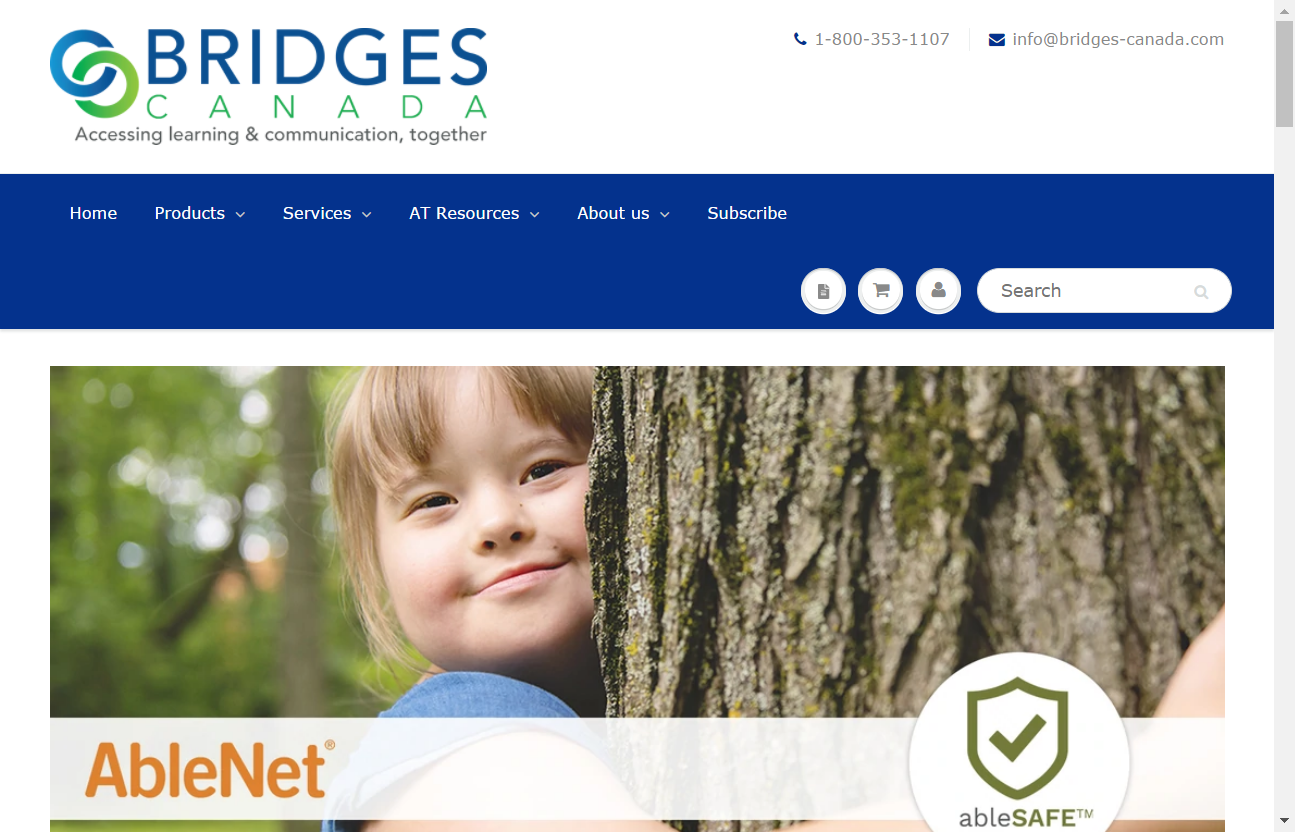 BRIDGES
CANADA
Accessing learning & communication, together
1-800-353-1107
info@bridges-canada.com
Home
Products
Services
AT Resources
About us
Subscribe
Search
AbleNet®
ableSAFE™